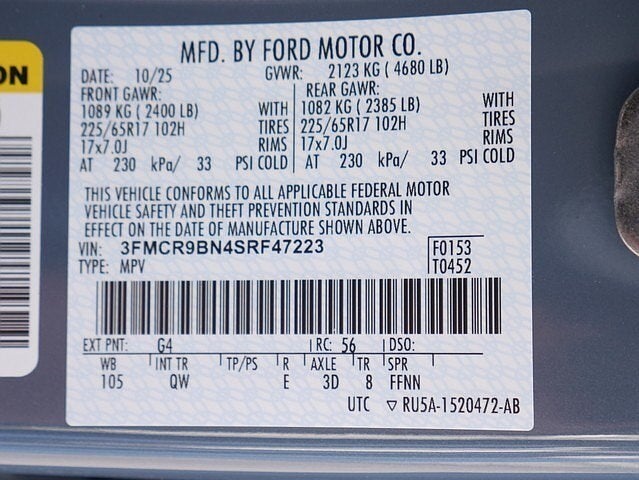 ON
MFD. BY FORD MOTOR CO.
DATE: 10/25 GVWR: 2123 KG ( 4680 LB)
FRONT GAWR: REAR GAWR:
1089 KG ( 2400 LB) WITH 1082 KG ( 2385 LB) WITH
225/65R17 102H TIRES 225/65R17 102H TIRES
17x7.0J RIMS 17x7.0J RIMS
AT 230 kPa/ 33 PSI COLD AT 230 kPa/ 33 PSI COLD
THIS VEHICLE CONFORMS TO ALL APPLICABLE FEDERAL MOTOR
VEHICLE SAFETY AND THEFT PREVENTION STANDARDS IN
EFFECT ON THE DATE OF MANUFACTURE SHOWN ABOVE.
VIN: 3FMCR9BN4SRF47223 F0153
TYPE: MPV T0452
EXT PNT: G4 RC: 56 DSO:
WB INT TR TP/PS R AXLE TR SPR
105 QW E 3D 8 FFNN
UTC ▽ RU5A-1520472-AB